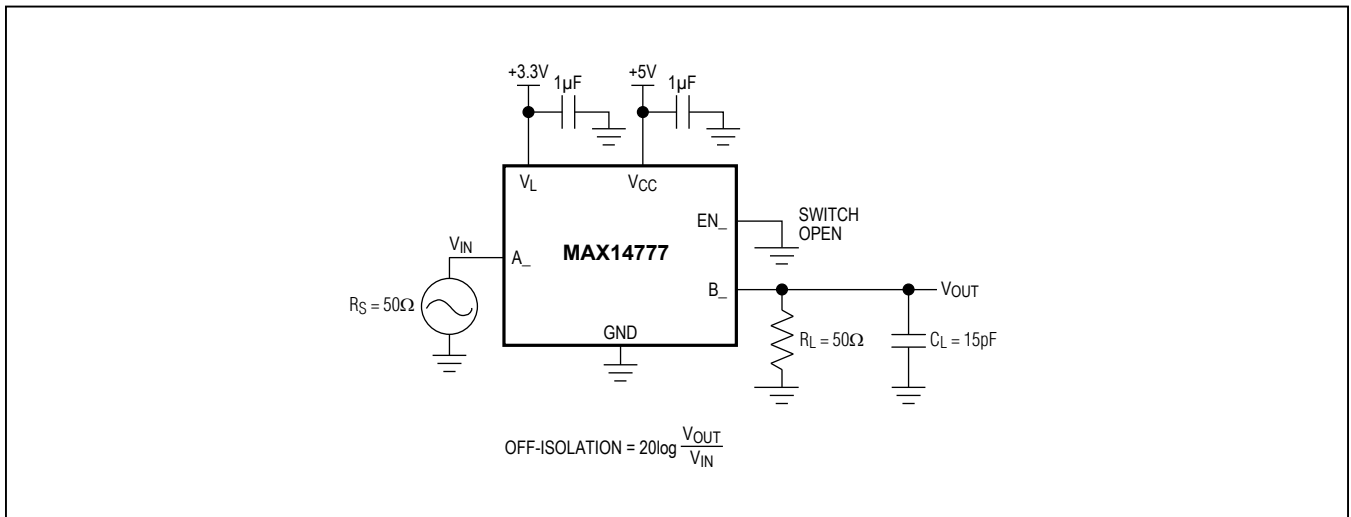 +3.3V
1µF
+5V
1µF
VL
VCC
EN_
SWITCH
OPEN
VIN
A_
MAX14777
B_
VOUT
RS = 50Ω
GND
RL = 50Ω
CL = 15pF
OFF-ISOLATION = 20log VOUT
VIN